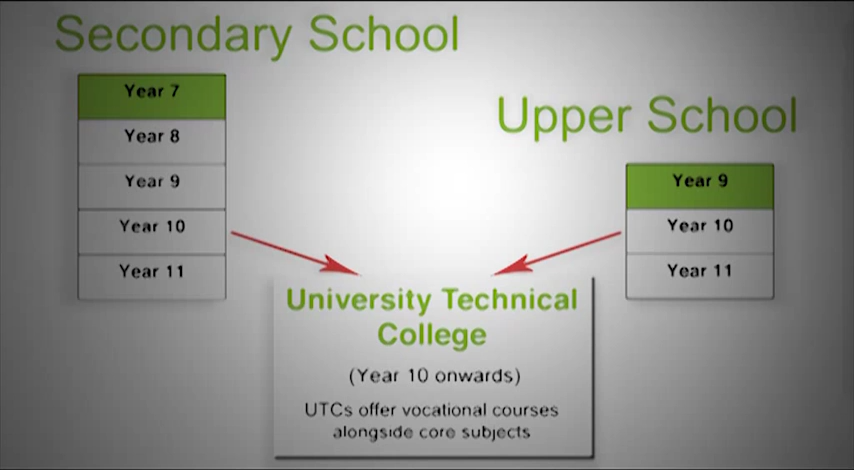 Secondary School
Year 7
Year 8
Year 9
Year 10
Year 11
Upper School
Year 9
Year 10
Year 11
University Technical
College
(Year 10 onwards)
UTCs offer vocational courses
alongside core subjects